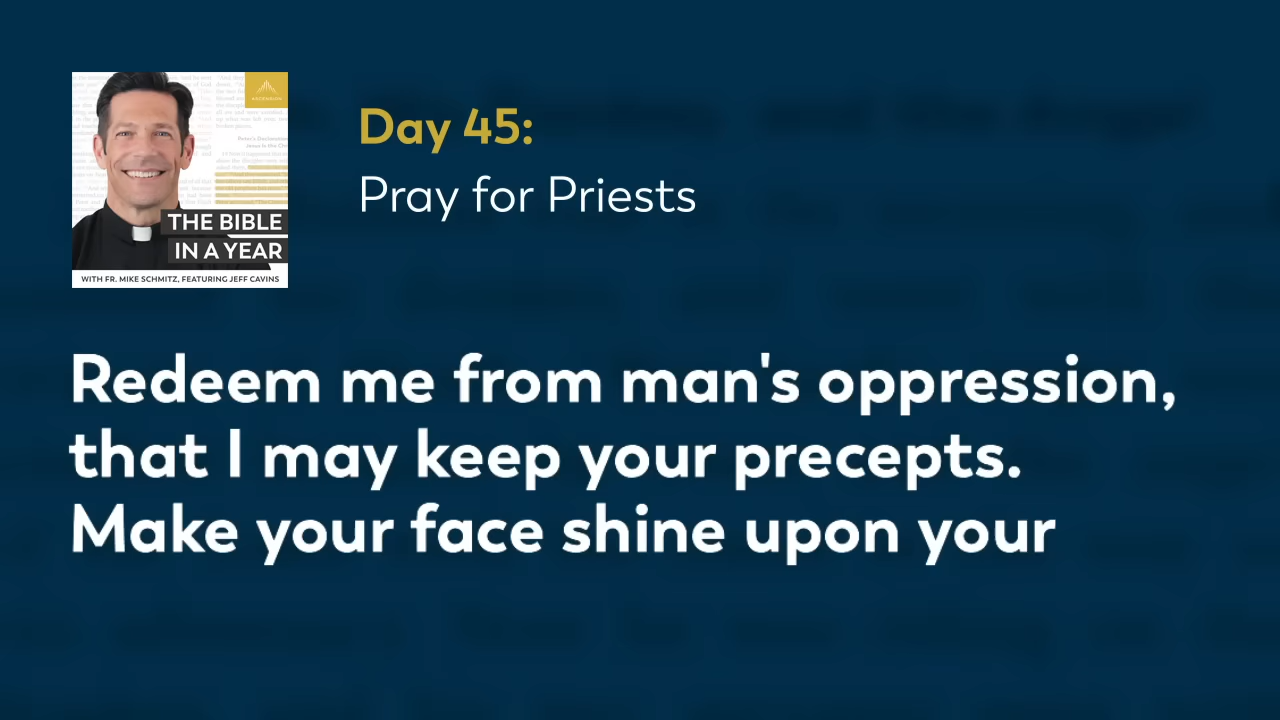 THE BIBLE
IN A YEAR
WITH FR. MIKE SCHMITZ, FEATURING JEFF CAVINS
Day 45:
Pray for Priests
Redeem me from man's oppression,
that I may keep your precepts.
Make your face shine upon your